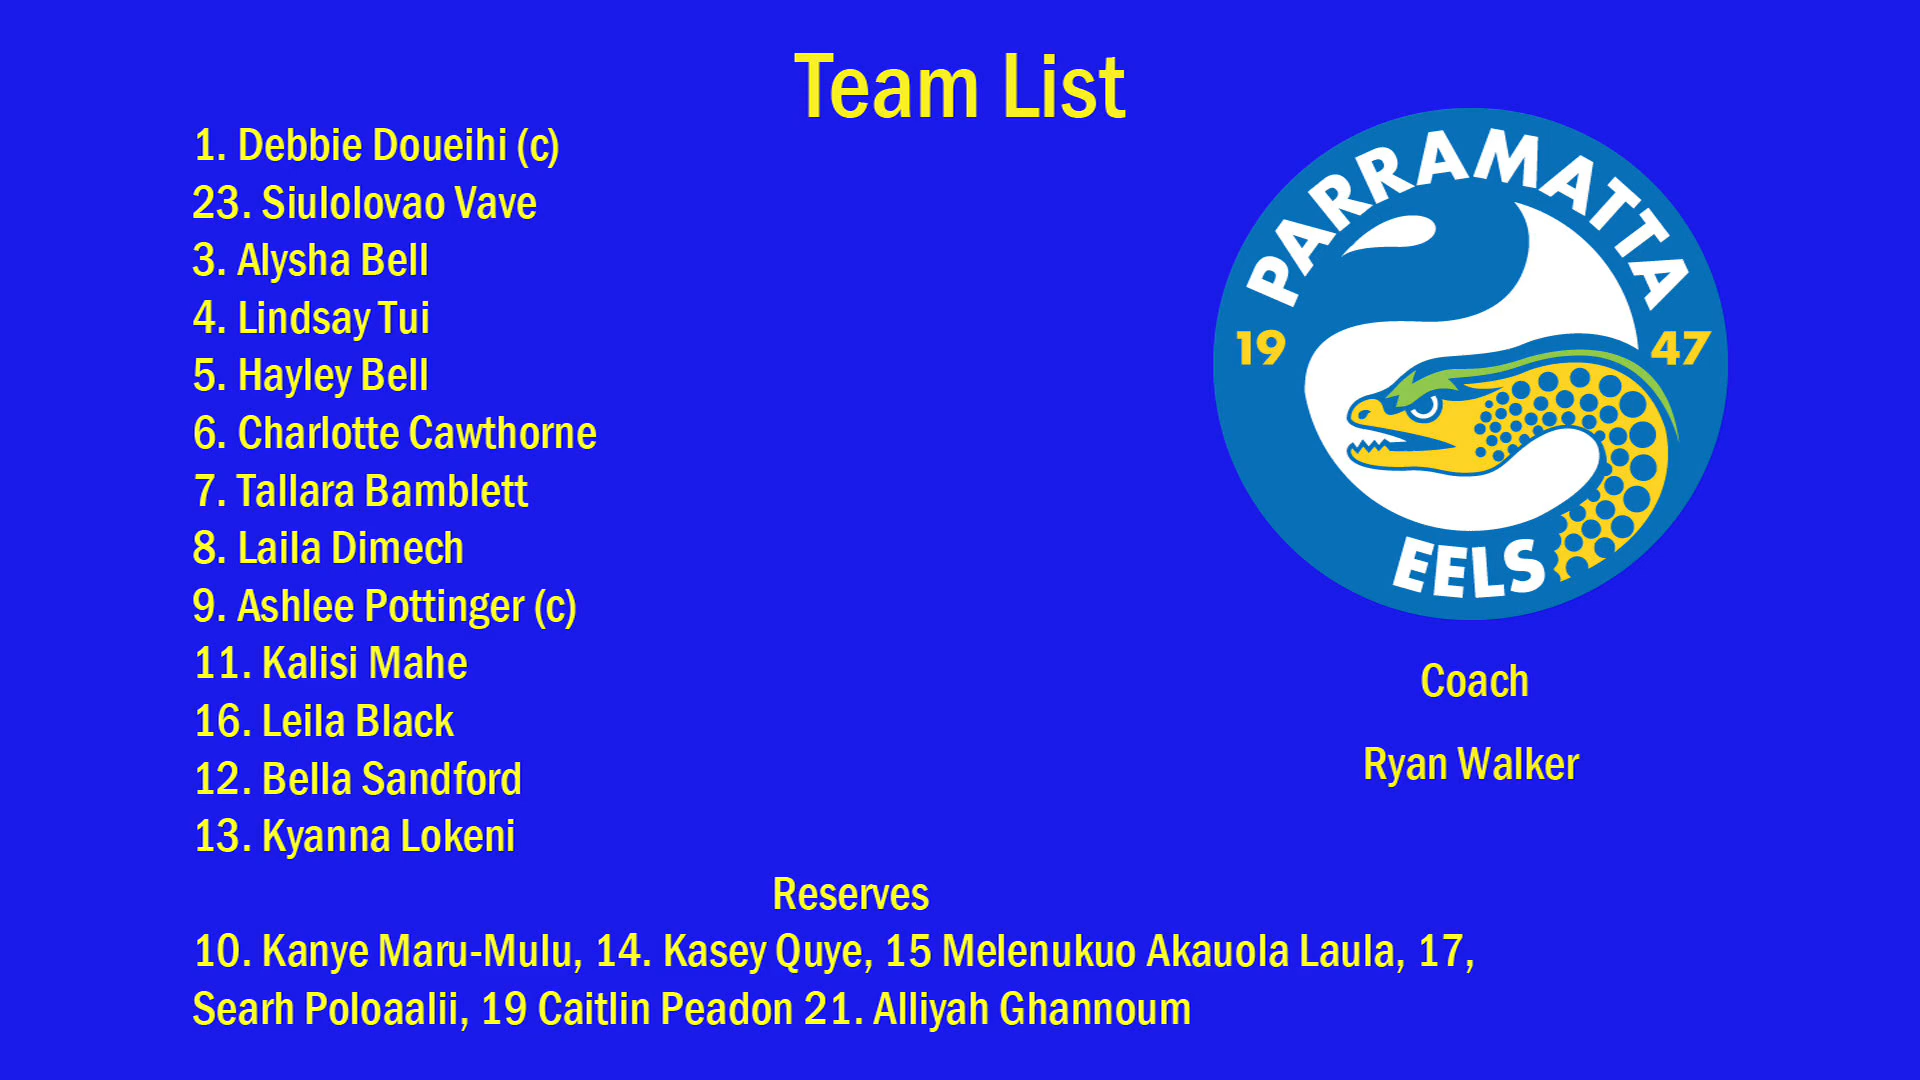 Team List
1. Debbie Doueihi (c)
23. Siulolovao Vave
3. Alysha Bell
4. Lindsay Tui
5. Hayley Bell
6. Charlotte Cawthorne
7. Tallara Bamblett
8. Laila Dimech
9. Ashlee Pottinger (c)
11. Kalisi Mahe
16. Leila Black
12. Bella Sandford
13. Kyanna Lokeni
PARRAMATTA
19 47
EELS
Coach
Ryan Walker
Reserves
10. Kanye Maru-Mulu, 14. Kasey Quye, 15 Melenukuo Akauola Laula, 17,
Searh Poloaalii, 19 Caitlin Peadon 21. Alliyah Ghannoum